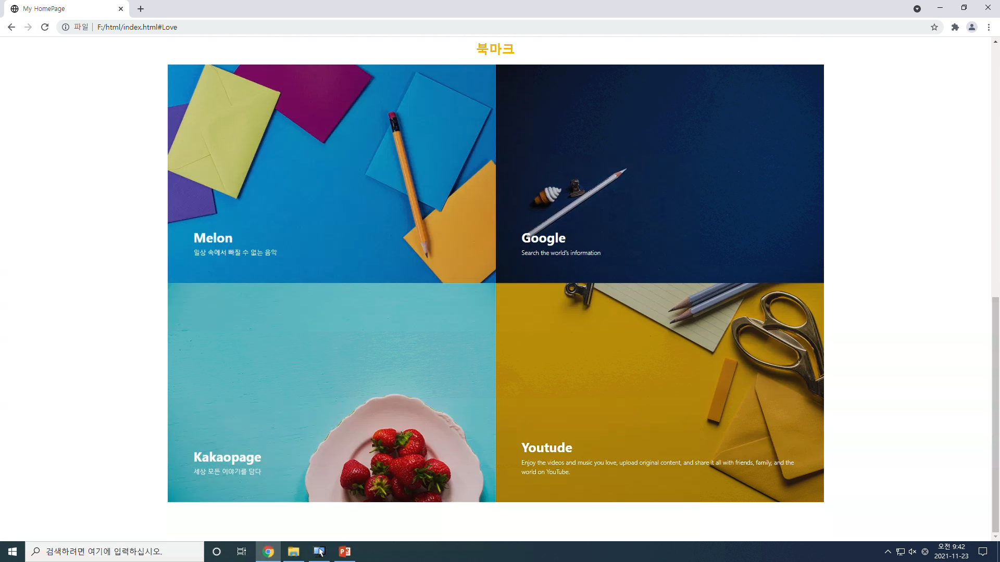 My HomePage
파일 F:/html/index.html#Love
북마크
Melon
일상 속에서 빠질 수 없는 음악
Google
Search the world's information
Kakaopage
세상 모든 이야기를 담다
Youtude
Enjoy the videos and music you love, upload original content, and share it all with friends, family, and the
world on YouTube.
검색하려면 여기에 입력하십시오.
오전 9:42
2021-11-23